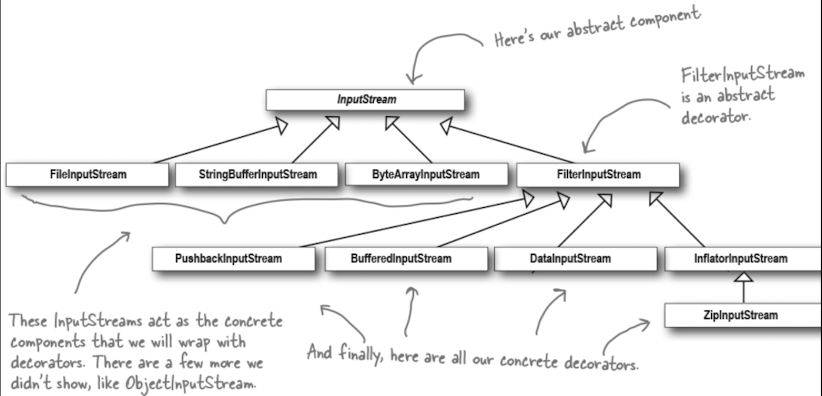 Here's our abstract component
InputStream
FilterInputStream
is an abstract
decorator.
FileInputStream
StringBufferInputStream
ByteArrayInputStream
FilterInputStream
PushbackInputStream
BufferedInputStream
DataInputStream
InflatorInputStream
ZipInputStream
These InputStreams act as the concrete
components that we will wrap with
decorators. There are a few more we
didn't show, like ObjectInputStream.
And finally, here are all our concrete decorators.